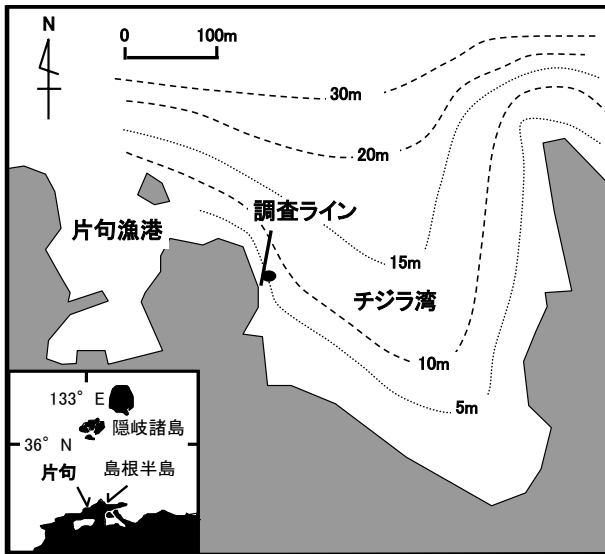 N
0 100m
30m
20m
調査ライン
片句漁港
15m
チジラ湾
10m
5m
133° E
隠岐諸島
36° N
片句
島根半島